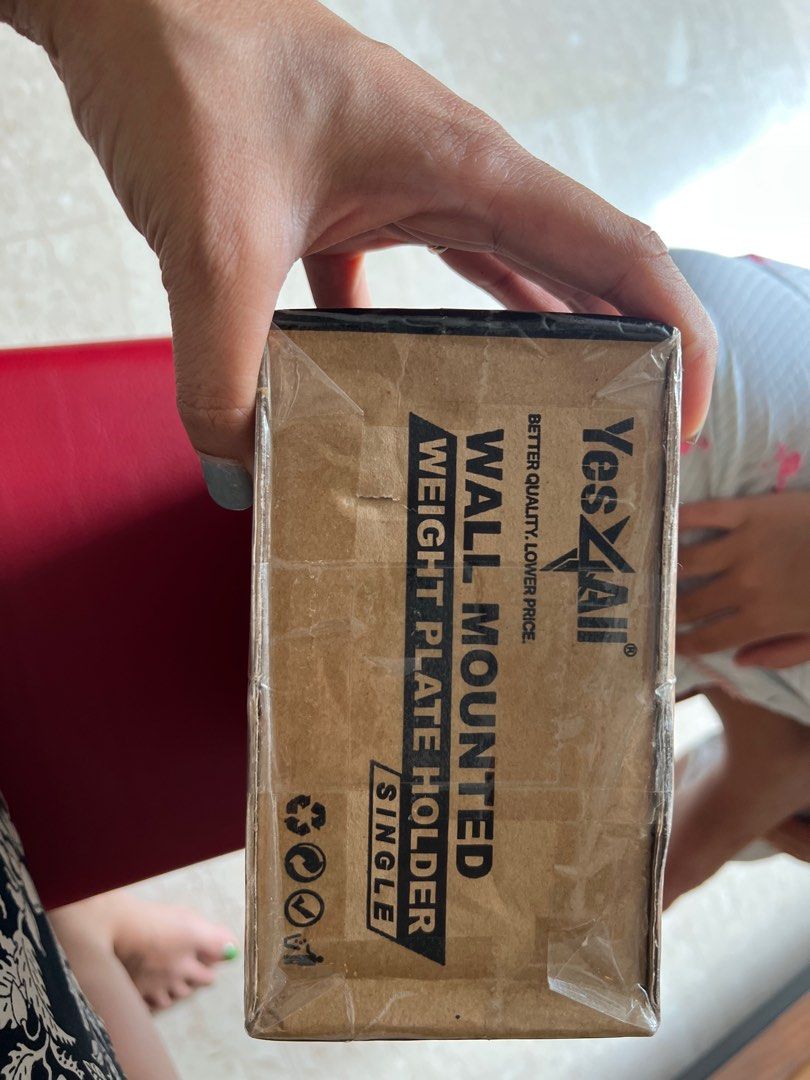 Yes4All®
BETTER QUALITY. LOWER PRICE.
WALL MOUNTED
WEIGHT PLATE HOLDER
SINGLE